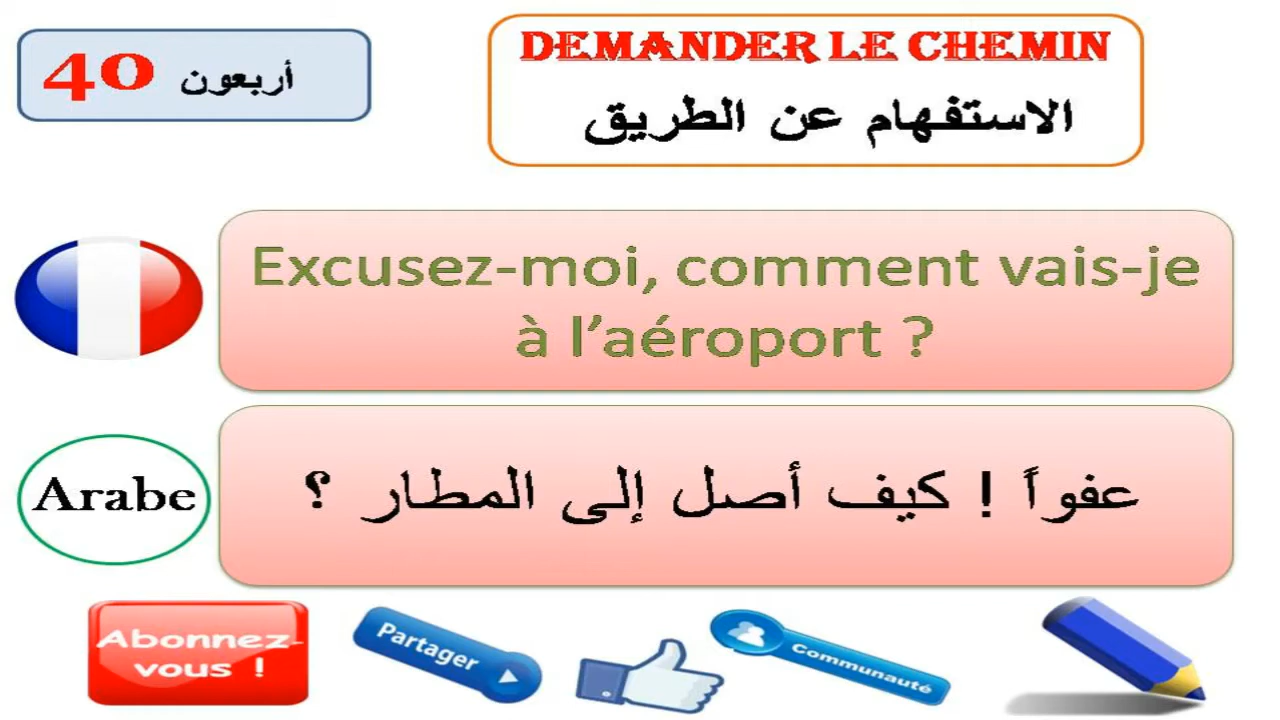 40 أربعون
DEMANDER LE CHEMIN
الاستفهام عن الطريق
Excusez-moi, comment vais-je
à l’aéroport ?
Arabe
عفواً ! كيف أصل إلى المطار ؟
Abonnez-
vous !
Partager
Communauté